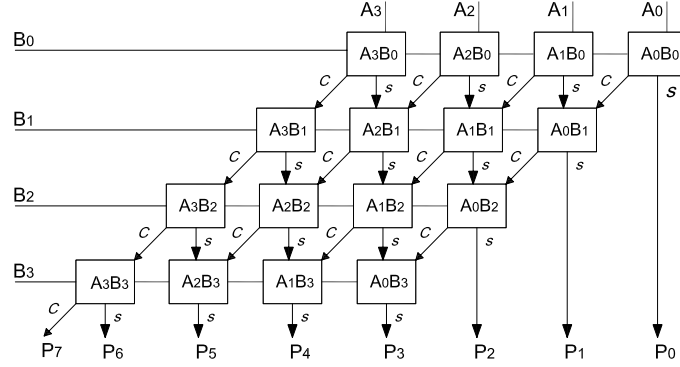 A3 A2 A1 A0
B0 A3B0 A2B0 A1B0 A0B0
C s C s C s C s
B1 A3B1 A2B1 A1B1 A0B1
C s C s C s C s
B2 A3B2 A2B2 A1B2 A0B2
C s C s C s C s
B3 A3B3 A2B3 A1B3 A0B3
C s s s s
P7 P6 P5 P4 P3 P2 P1 P0